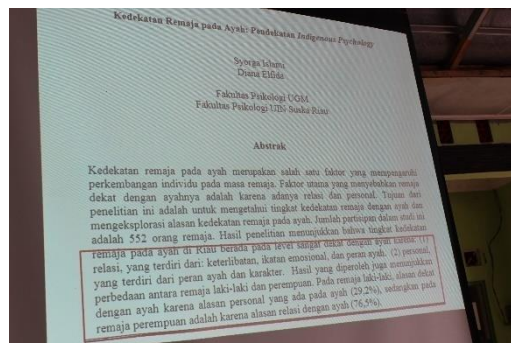 Kedekatan Remaja pada Ayah: Pendekatan Indigenous Psychology
Syorga Islami
Diana Elfida
Fakultas Psikologi UGM
Fakultas Psikologi UIN Suska Riau
Abstrak
Kedekatan remaja pada ayah merupakan salah satu faktor yang mempengaruhi
perkembangan individu pada masa remaja. Faktor utama yang menyebabkan remaja
dekat dengan ayahnya adalah karena adanya relasi dan personal. Tujuan dari
penelitian ini adalah untuk mengetahui tingkat kedekatan remaja dengan ayah dan
mengeksplorasi alasan kedekatan remaja pada ayah. Jumlah partisipan dalam studi ini
adalah 552 orang remaja. Hasil penelitian menunjukkan bahwa tingkat kedekatan
remaja pada ayah di Riau berada pada level sangat dekat dengan ayah karena: (1)
relasi, yang terdiri dari: keterlibatan, ikatan emosional, dan peran ayah. (2) personal,
yang terdiri dari peran ayah dan karakter. Hasil yang diperoleh juga menunjukkan
perbedaan antara remaja laki-laki dan perempuan. Pada remaja laki-laki, alasan dekat
dengan ayah karena alasan personal yang ada pada ayah (29,2%), sedangkan pada
remaja perempuan adalah karena alasan relasi dengan ayah (76,5%).